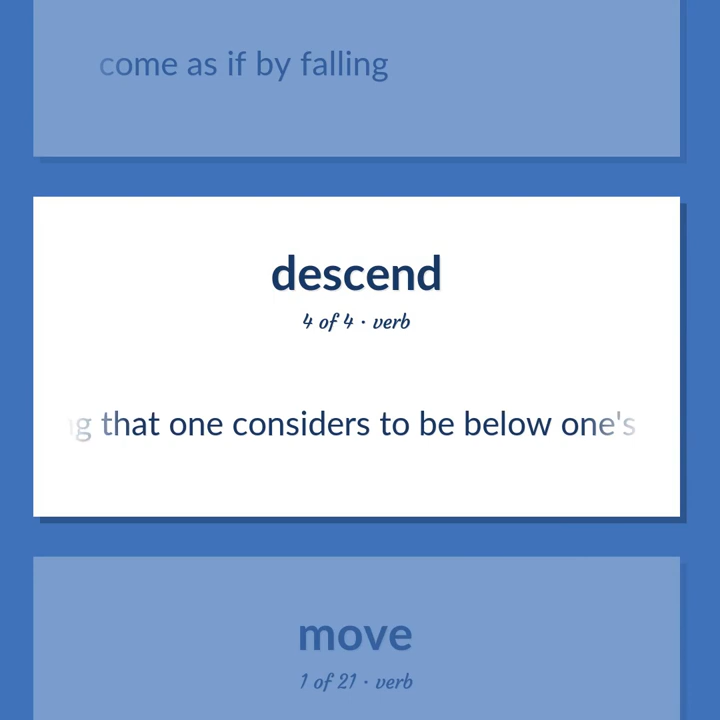 come as if by falling
descend
4 of 4 · verb
that one considers to be below one's
move
1 of 21 · verb